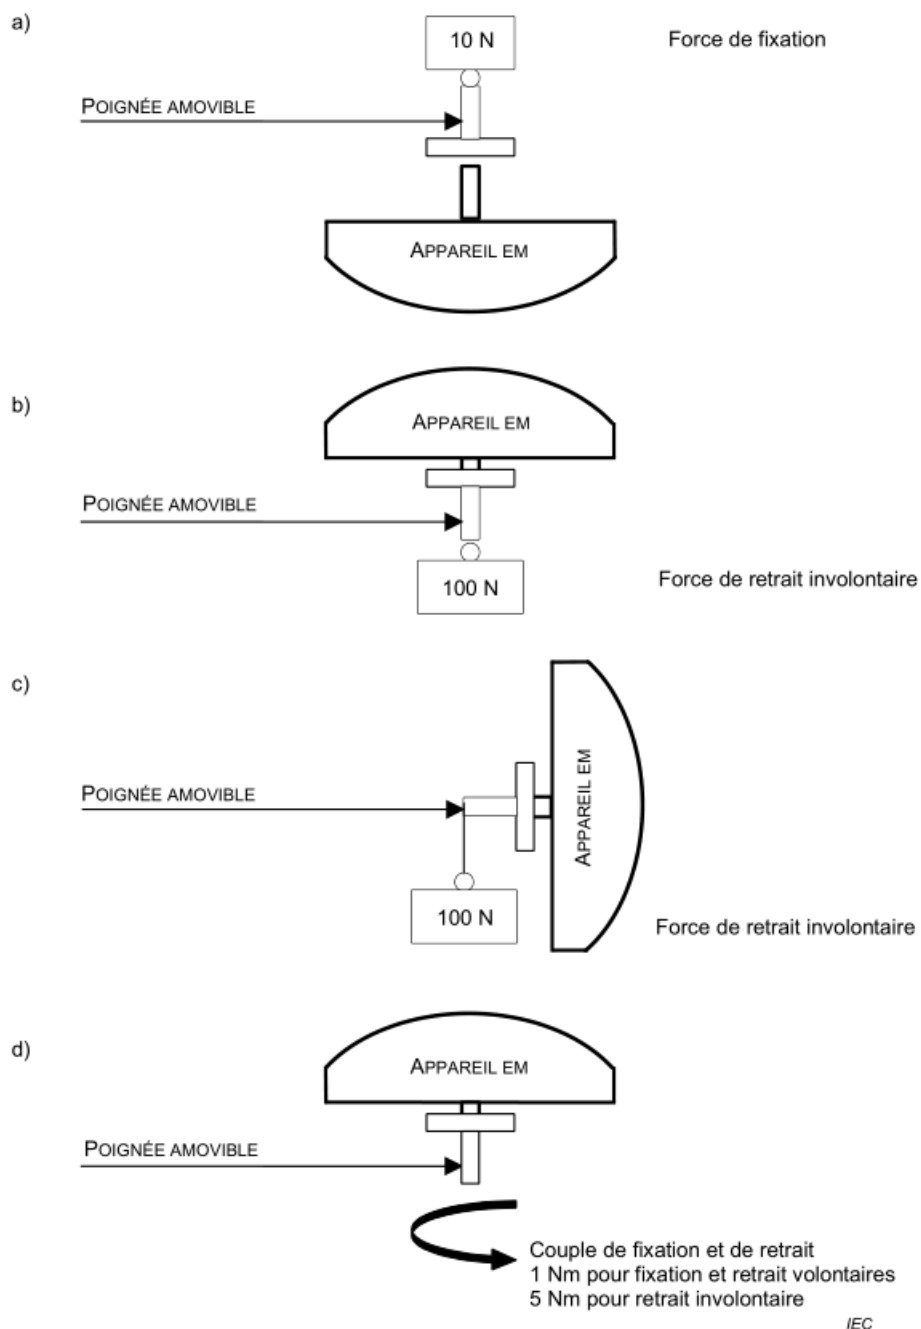 a)
10 N
Force de fixation
POIGNÉE AMOVIBLE
APPAREIL EM
b)
APPAREIL EM
POIGNÉE AMOVIBLE
100 N
Force de retrait involontaire
c)
APPAREIL EM
POIGNÉE AMOVIBLE
100 N
Force de retrait involontaire
d)
APPAREIL EM
POIGNÉE AMOVIBLE
Couple de fixation et de retrait
1 Nm pour fixation et retrait volontaires
5 Nm pour retrait involontaire
IEC